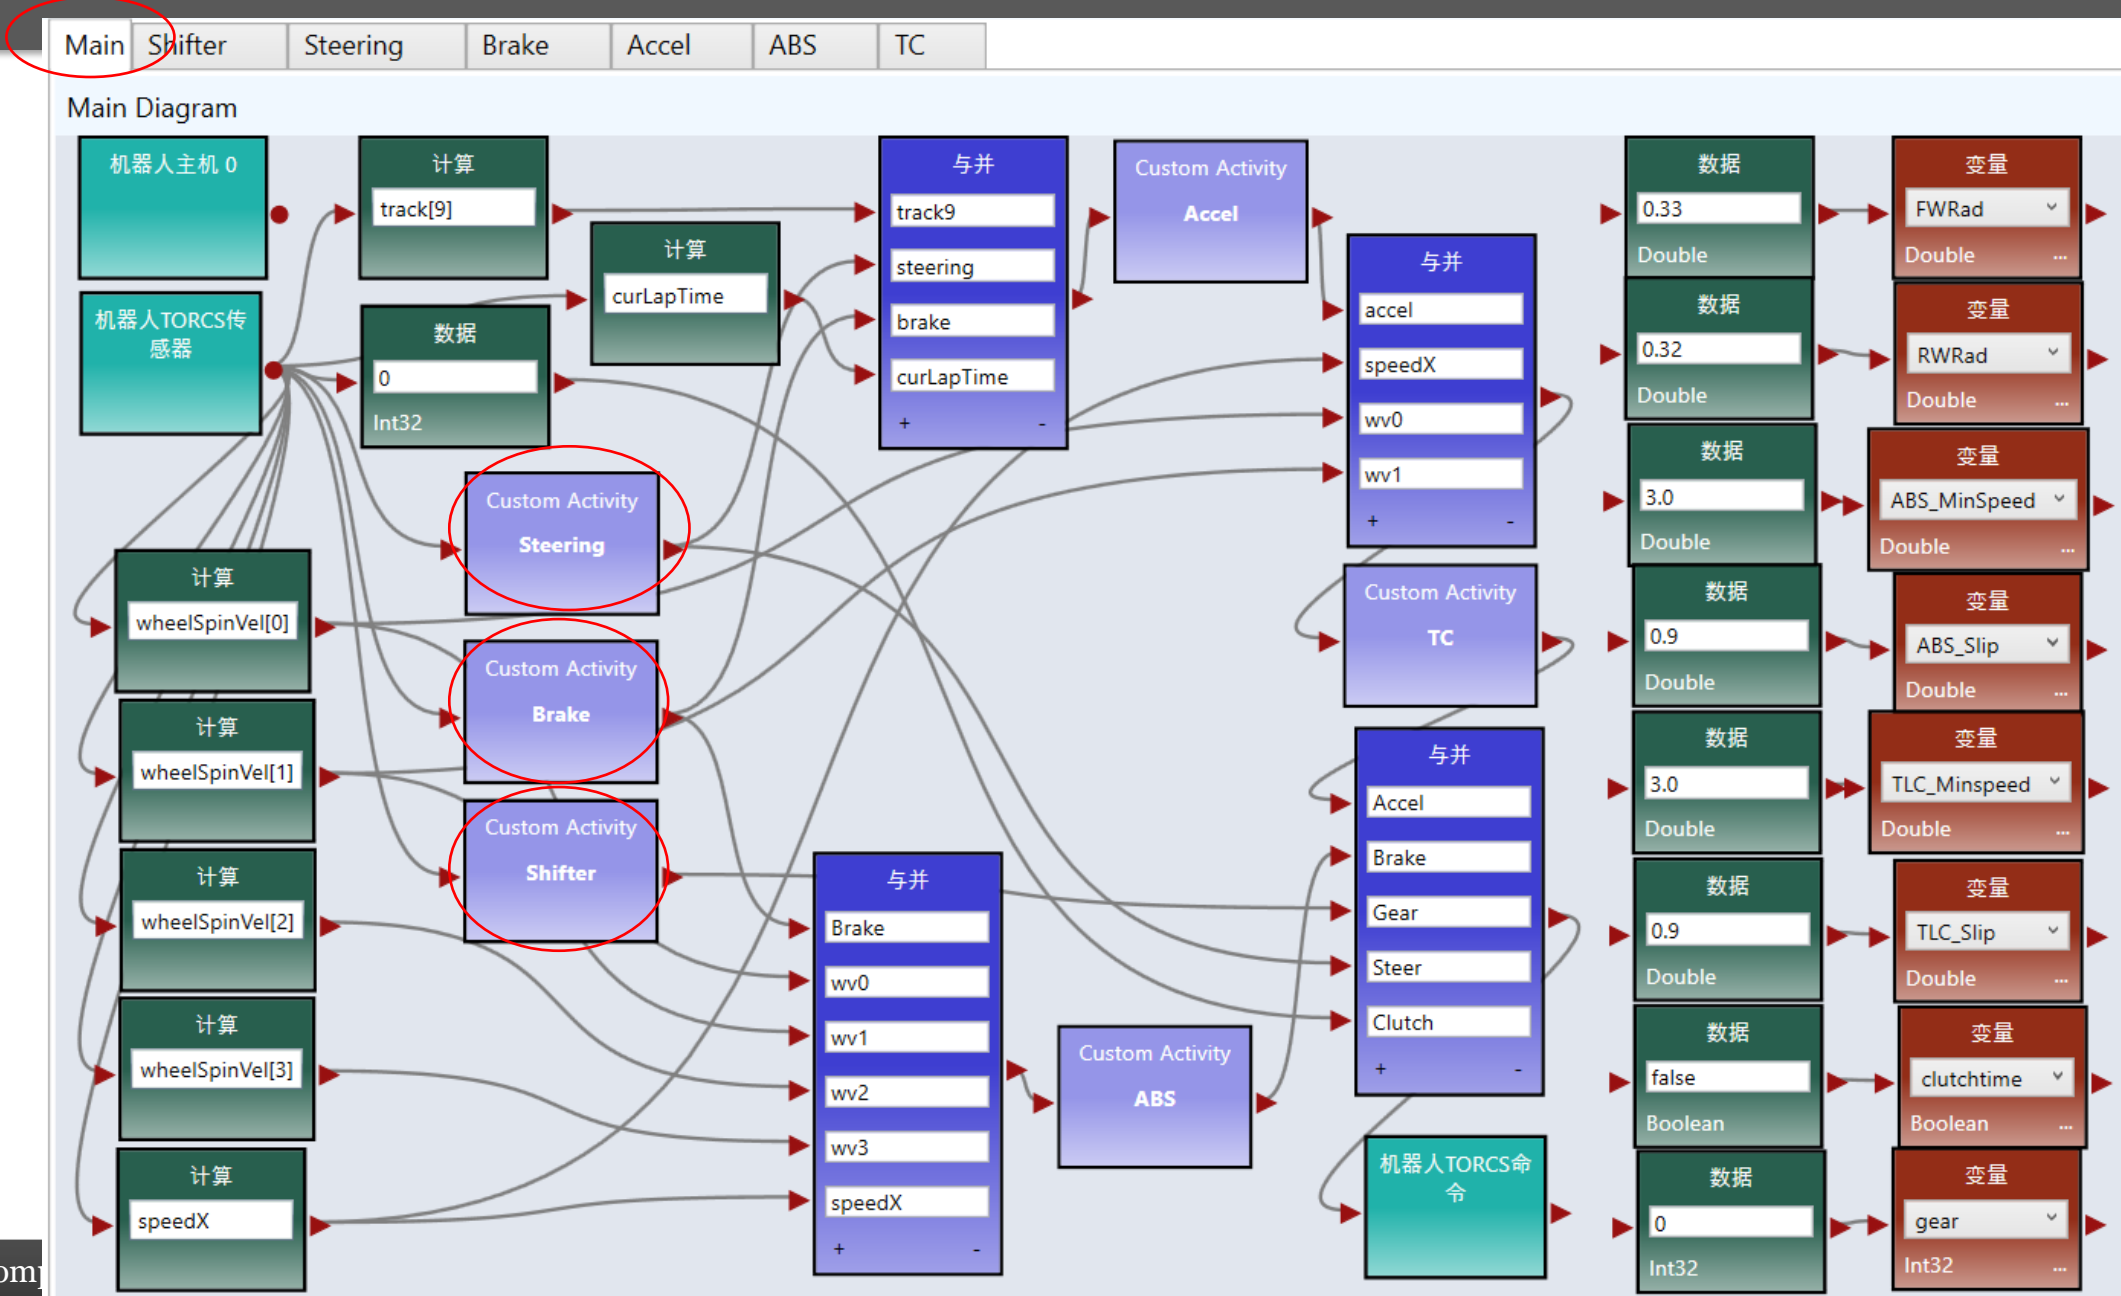 Main
Shifter
Steering
Brake
Accel
ABS
TC
Main Diagram
机器人主机 0
机器人TORCS传
感器
计算
track[9]
数据
0
Int32
计算
curLapTime
与并
track9
steering
brake
curLapTime
+ -
Custom Activity
Accel
与并
accel
speedX
wv0
wv1
+ -
Custom Activity
Steering
Custom Activity
Brake
Custom Activity
Shifter
计算
wheelSpinVel[0]
计算
wheelSpinVel[1]
计算
wheelSpinVel[2]
计算
wheelSpinVel[3]
计算
speedX
与并
Brake
wv0
wv1
wv2
wv3
speedX
+ -
Custom Activity
ABS
Custom Activity
TC
与并
Accel
Brake
Gear
Steer
Clutch
+ -
机器人TORCS命
令
数据
0.33
Double
变量
FWRad
Double ...
数据
0.32
Double
变量
RWRad
Double ...
数据
3.0
Double
变量
ABS_MinSpeed
Double ...
数据
0.9
Double
变量
ABS_Slip
Double ...
数据
3.0
Double
变量
TLC_Minspeed
Double ...
数据
0.9
Double
变量
TLC_Slip
Double ...
数据
false
Boolean
变量
clutchtime
Boolean ...
数据
0
Int32
变量
gear
Int32 ...